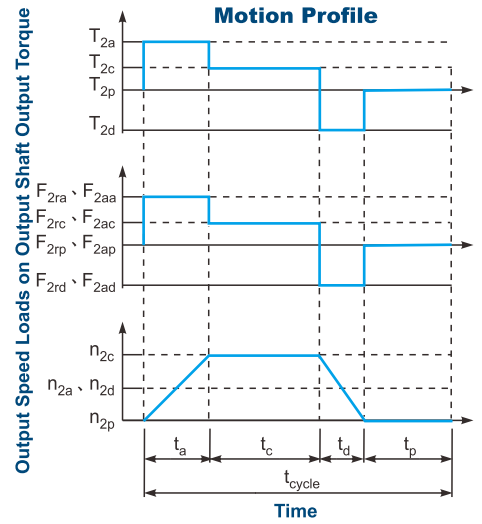 Motion Profile
Output Speed Loads on Output Shaft Output Torque
T2a
T2c
T2p
T2d
F2ra、F2aa
F2rc、F2ac
F2rp、F2ap
F2rd、F2ad
n2c
n2a、n2d
n2p
ta tc td tp
tcycle
Time